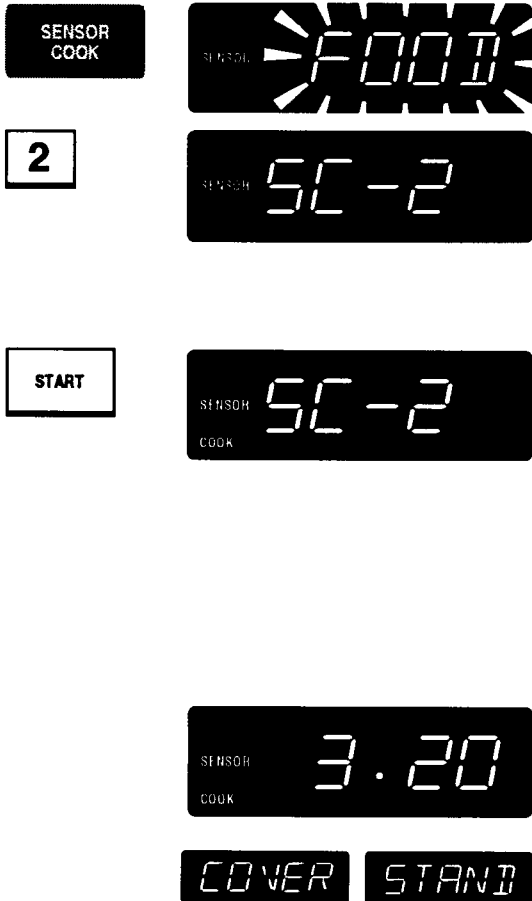 SENSOR
COOK
SENSOR FOOD
2
SENSOR SC-2
START
SENSOR SC-2
COOK
SENSOR 3.20
COOK
COVER STAND